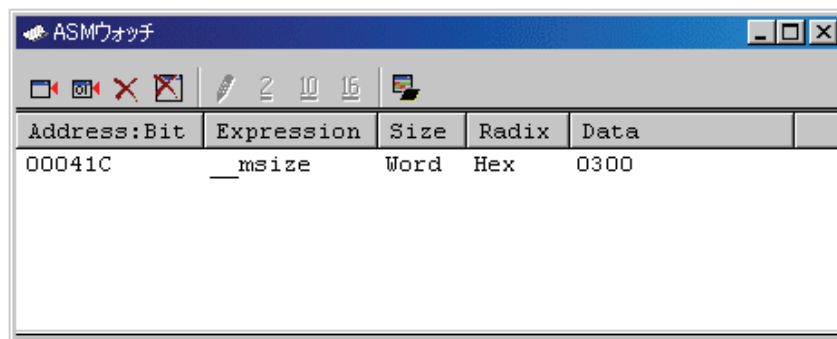 ASMウォッチ
2 10 16
Address:Bit Expression Size Radix Data
00041C __msize Word Hex 0300